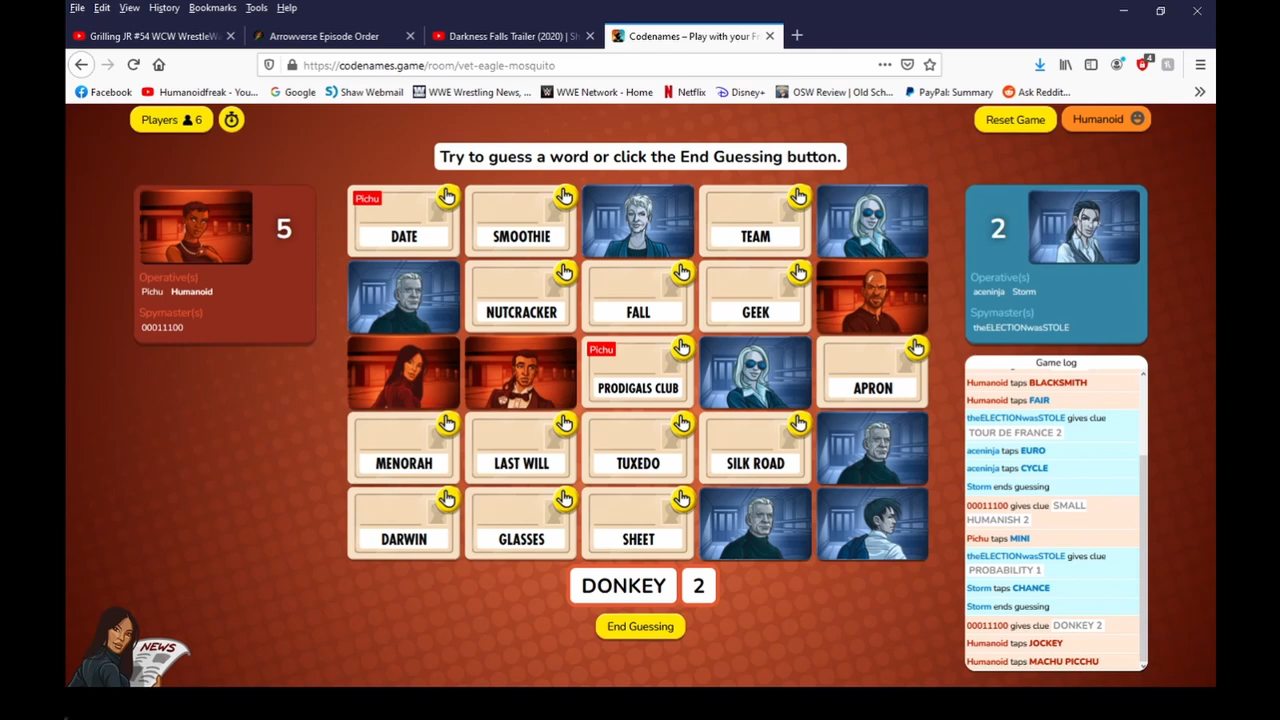 File Edit View History Bookmarks Tools Help
Grilling JR #54 WCW WrestleW
Arrowverse Episode Order
Darkness Falls Trailer (2020) | S
Codenames – Play with your Fr
https://codenames.game/room/vet-eagle-mosquito
4
Facebook Humanoidfreak - You... Google Shaw Webmail WWE Wrestling News, ... WWE Network - Home Netflix Disney+ OSW Review | Old Sch... PayPal: Summary Ask Reddit...
Players 6
Reset Game
Humanoid
Try to guess a word or click the End Guessing button.
5
Operative(s)
Pichu Humanoid
Spymaster(s)
00011100
Pichu
DATE
SMOOTHIE
TEAM
NUTCRACKER
FALL
GEEK
Pichu
PRODIGALS CLUB
APRON
MENORAH
LAST WILL
TUXEDO
SILK ROAD
DARWIN
GLASSES
SHEET
2
Operative(s)
aceninja Storm
Spymaster(s)
theELECTIONwasSTOLE
Game log
Humanoid taps BLACKSMITH
Humanoid taps FAIR
theELECTIONwasSTOLE gives clue
TOUR DE FRANCE 2
aceninja taps EURO
aceninja taps CYCLE
Storm ends guessing
00011100 gives clue SMALL
HUMANISH 2
Pichu taps MINI
theELECTIONwasSTOLE gives clue
PROBABILITY 1
Storm taps CHANCE
Storm ends guessing
00011100 gives clue DONKEY 2
Humanoid taps JOCKEY
Humanoid taps MACHU PICCHU
DONKEY 2
End Guessing
NEWS